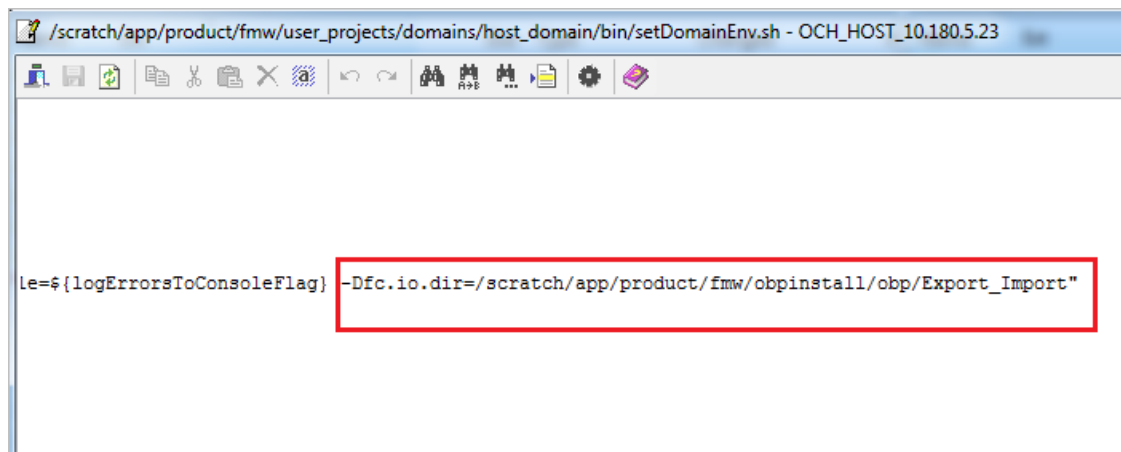 /scratch/app/product/fmw/user_projects/domains/host_domain/bin/setDomainEnv.sh - OCH_HOST_10.180.5.23
le=${logErrorsToConsoleFlag} -Dfc.io.dir=/scratch/app/product/fmw/obpinstall/obp/Export_Import"